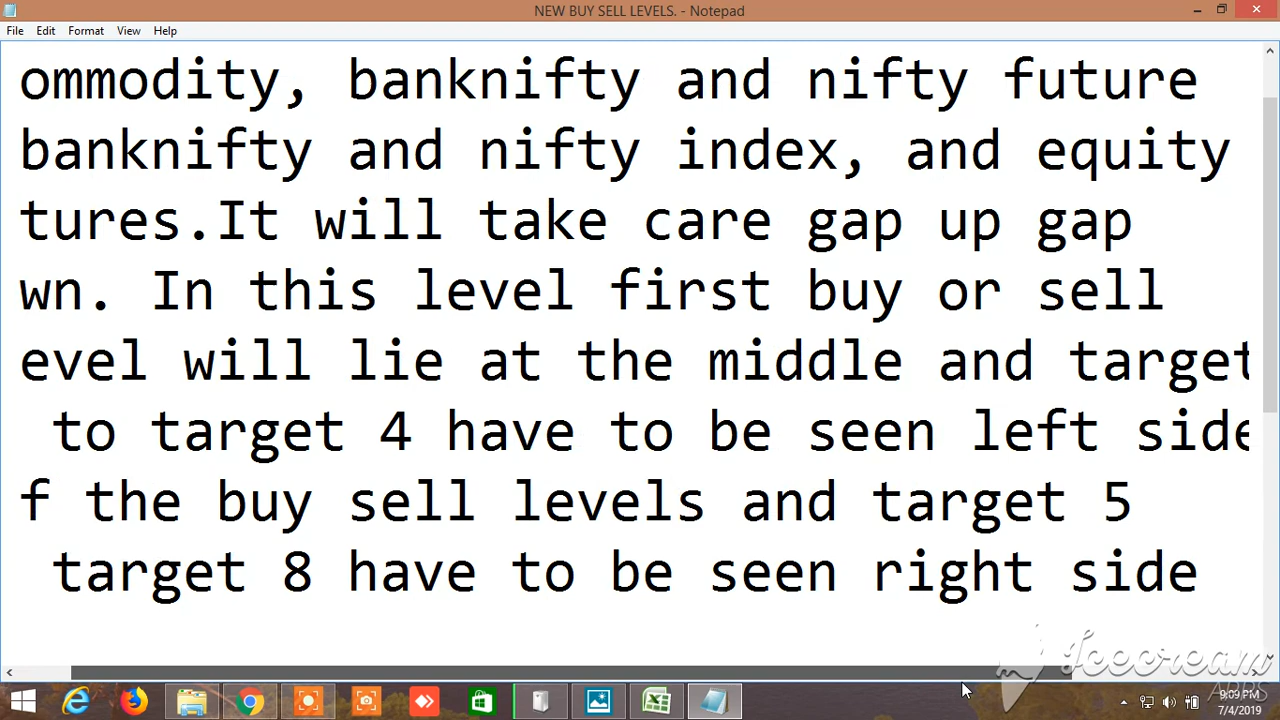 NEW BUY SELL LEVELS. - Notepad
File Edit Format View Help
ommodity, banknifty and nifty future
banknifty and nifty index, and equity
tures.It will take care gap up gap
wn. In this level first buy or sell
evel will lie at the middle and target
to target 4 have to be seen left side
f the buy sell levels and target 5
target 8 have to be seen right side
Icecream
APPS
9:09 PM
7/4/2019